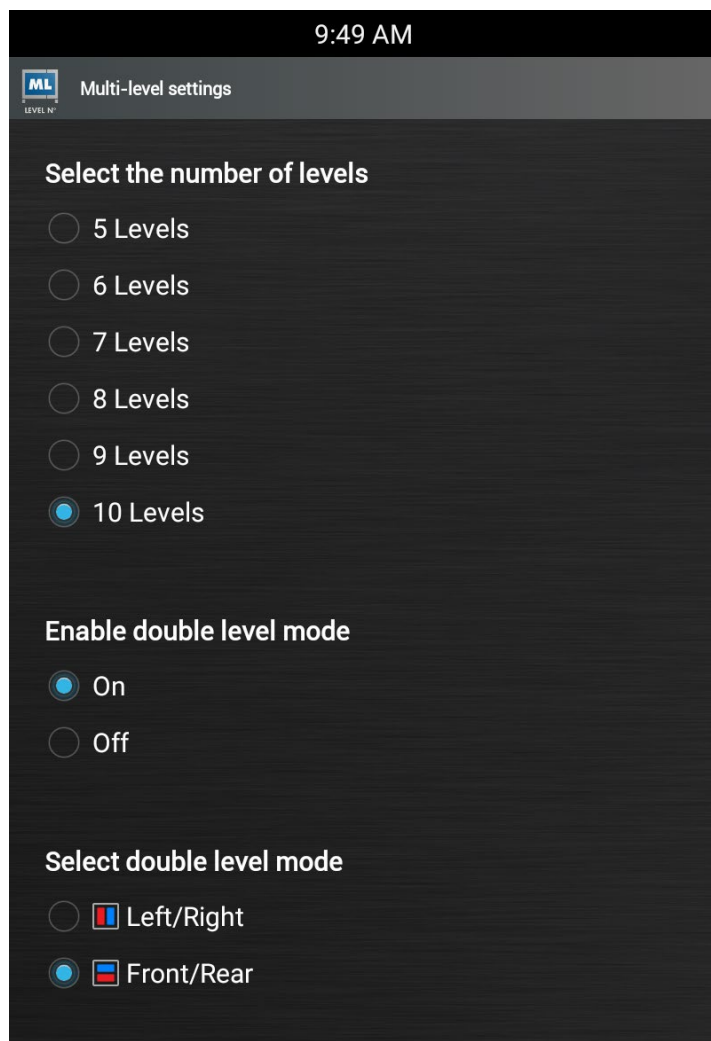 9:49 AM
ML
LEVEL N°
Multi-level settings
Select the number of levels
5 Levels
6 Levels
7 Levels
8 Levels
9 Levels
10 Levels
Enable double level mode
On
Off
Select double level mode
Left/Right
Front/Rear